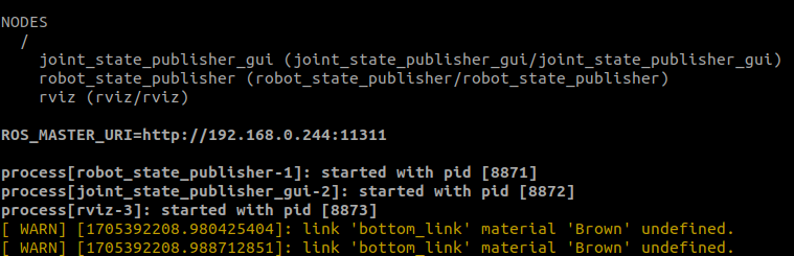 NODES
/
joint_state_publisher_gui (joint_state_publisher_gui/joint_state_publisher_gui)
robot_state_publisher (robot_state_publisher/robot_state_publisher)
rviz (rviz/rviz)
ROS_MASTER_URI=http://192.168.0.244:11311
process[robot_state_publisher-1]: started with pid [8871]
process[joint_state_publisher_gui-2]: started with pid [8872]
process[rviz-3]: started with pid [8873]
[ WARN] [1705392208.980425404]: link 'bottom_link' material 'Brown' undefined.
[ WARN] [1705392208.988712851]: link 'bottom_link' material 'Brown' undefined.